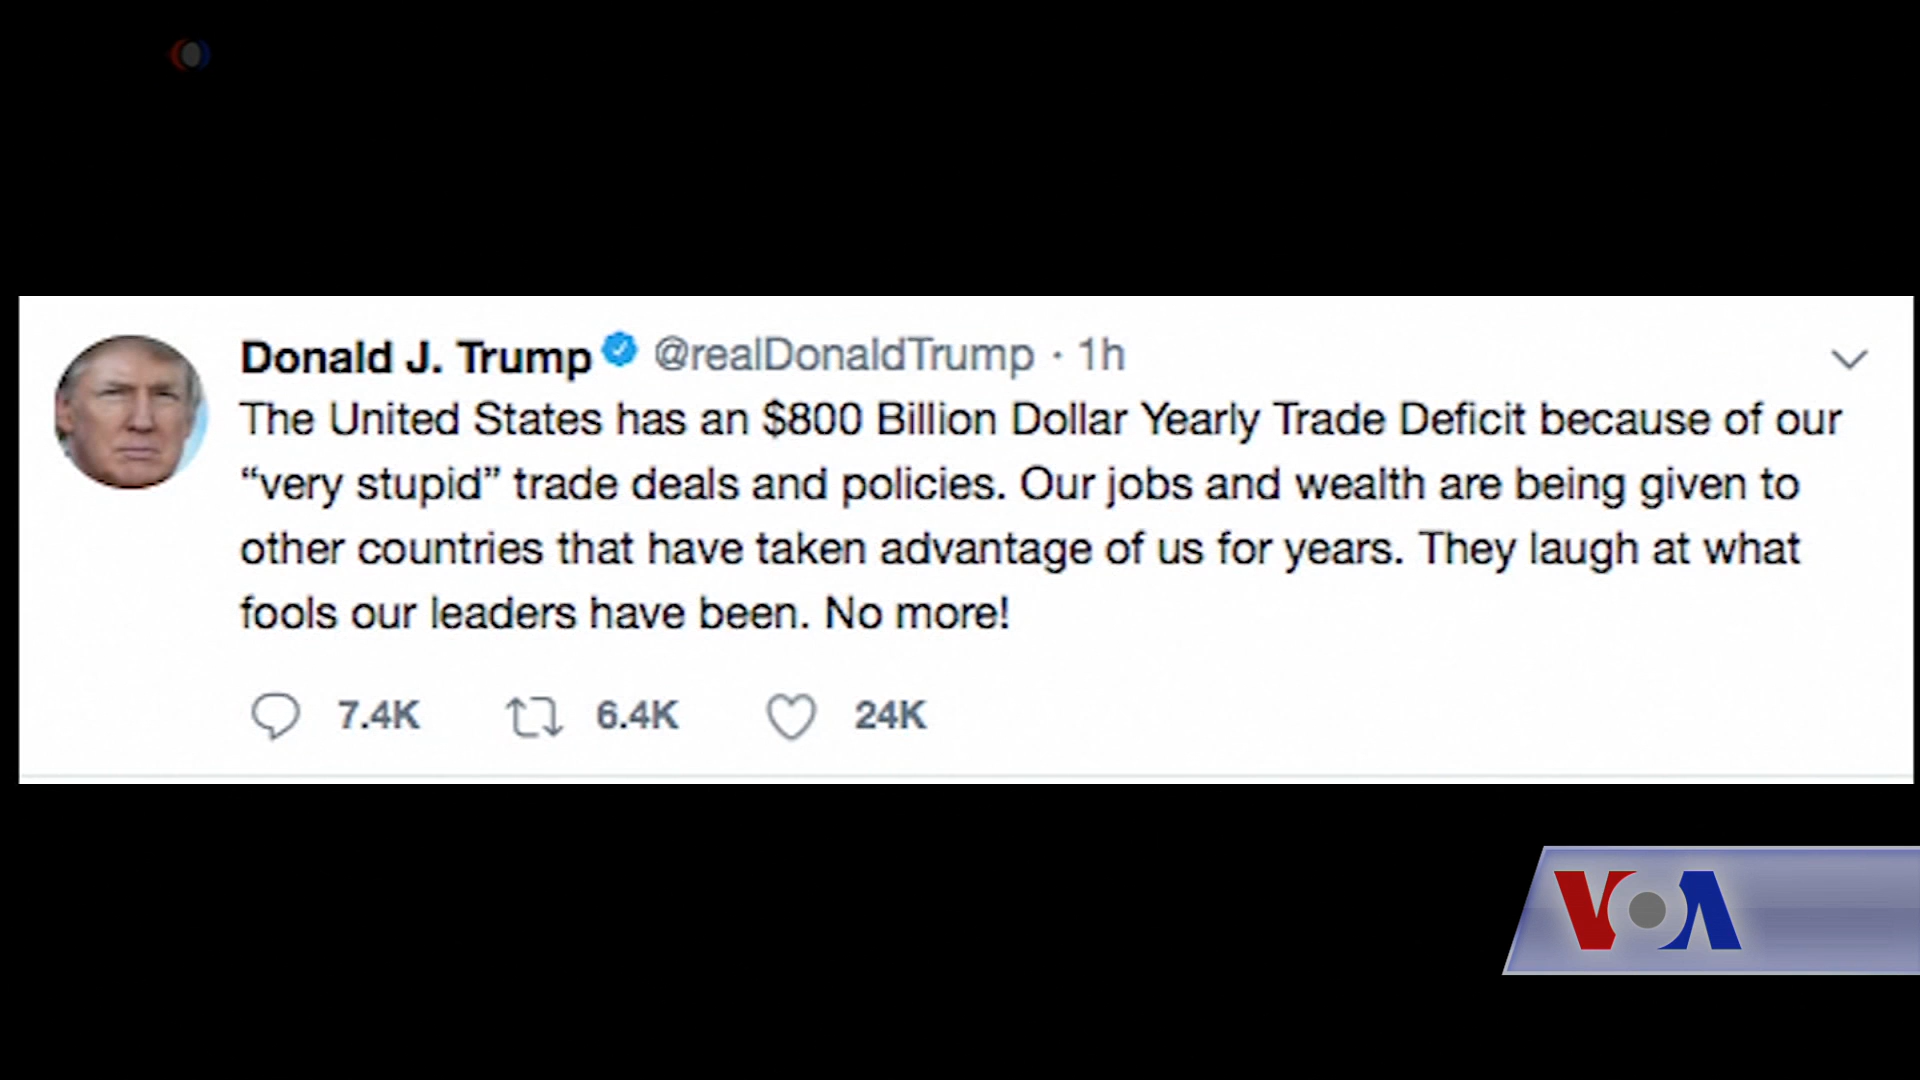 Donald J. Trump @realDonaldTrump · 1h
The United States has an $800 Billion Dollar Yearly Trade Deficit because of our
“very stupid” trade deals and policies. Our jobs and wealth are being given to
other countries that have taken advantage of us for years. They laugh at what
fools our leaders have been. No more!
7.4K 6.4K 24K
VOA